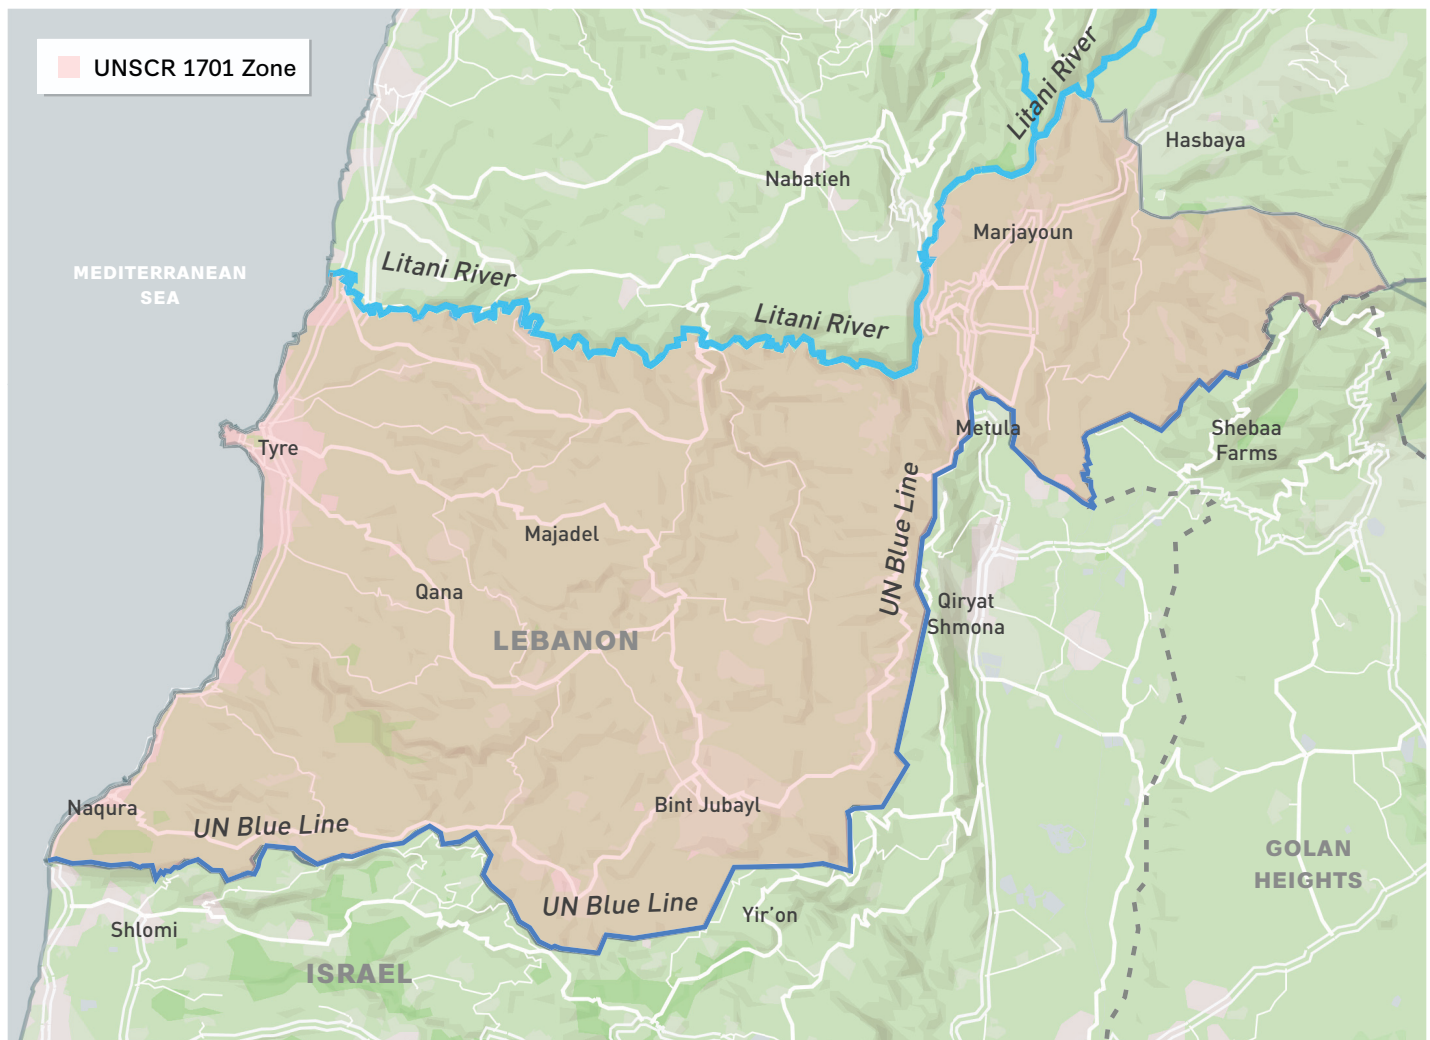 UNSCR 1701 Zone
Litani River
Hasbaya
Nabatieh
Marjayoun
MEDITERRANEAN
SEA
Litani River
Litani River
Metula
Shebaa
Farms
Tyre
UN Blue Line
Majadel
Qana
Qiryat
Shmona
LEBANON
Naqura
UN Blue Line
Bint Jubayl
GOLAN
HEIGHTS
UN Blue Line
Yir’on
Shlomi
ISRAEL